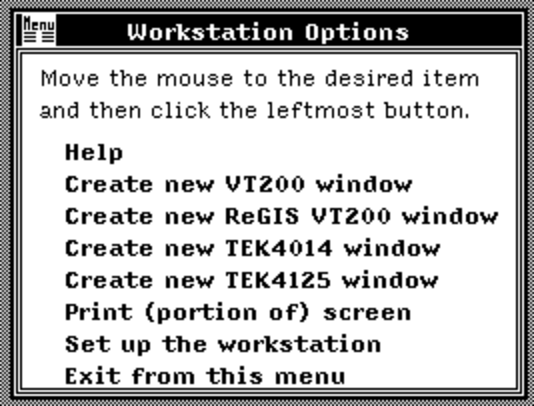 Menu
Workstation Options
Move the mouse to the desired item
and then click the leftmost button.
Help
Create new VT200 window
Create new ReGIS VT200 window
Create new TEK4014 window
Create new TEK4125 window
Print (portion of) screen
Set up the workstation
Exit from this menu